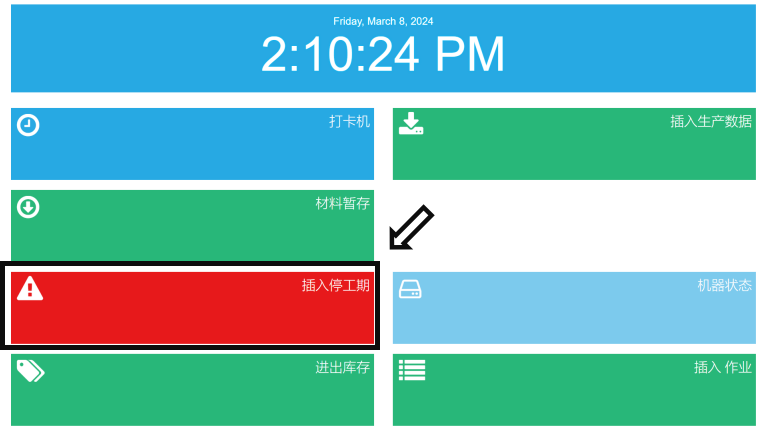 Friday, March 8, 2024
2:10:24 PM
打卡机
插入生产数据
材料暂存
插入停工期
机器状态
进出库存
插入 作业